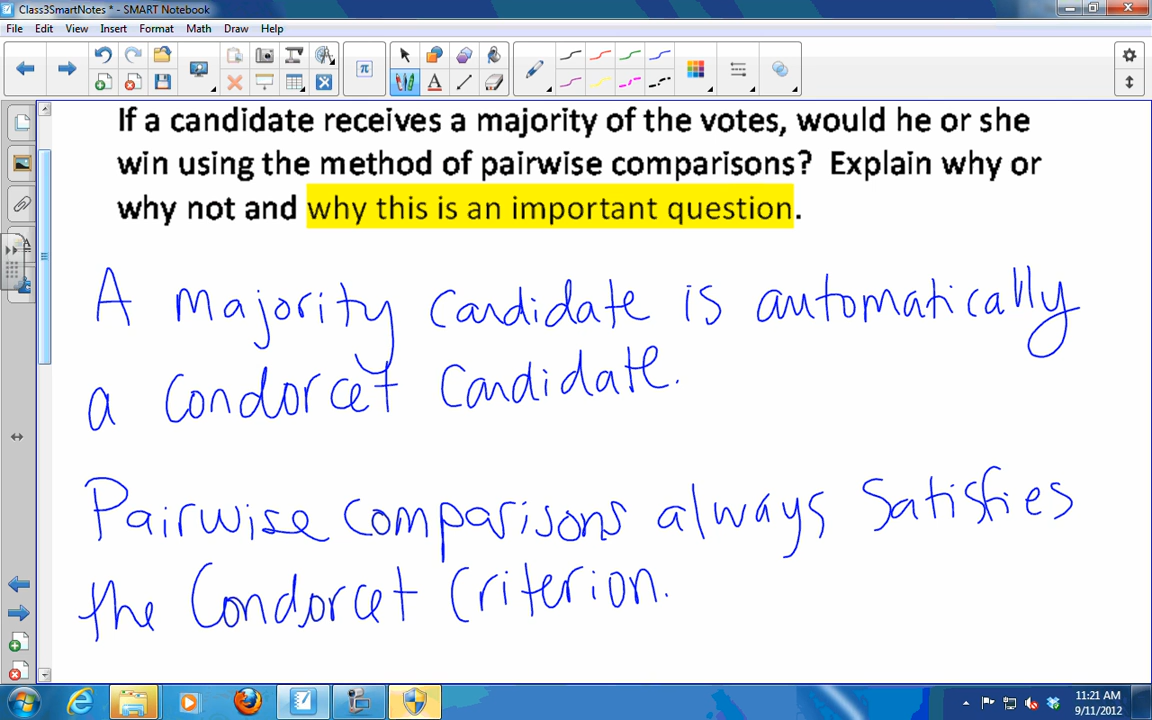 Class3SmartNotes * - SMART Notebook
File Edit View Insert Format Math Draw Help
If a candidate receives a majority of the votes, would he or she
win using the method of pairwise comparisons? Explain why or
why not and why this is an important question.
A majority candidate is automatically
a Condorcet Candidate.
Pairwise comparisons always satisfies
the Condorcet Criterion.
11:21 AM
9/11/2012